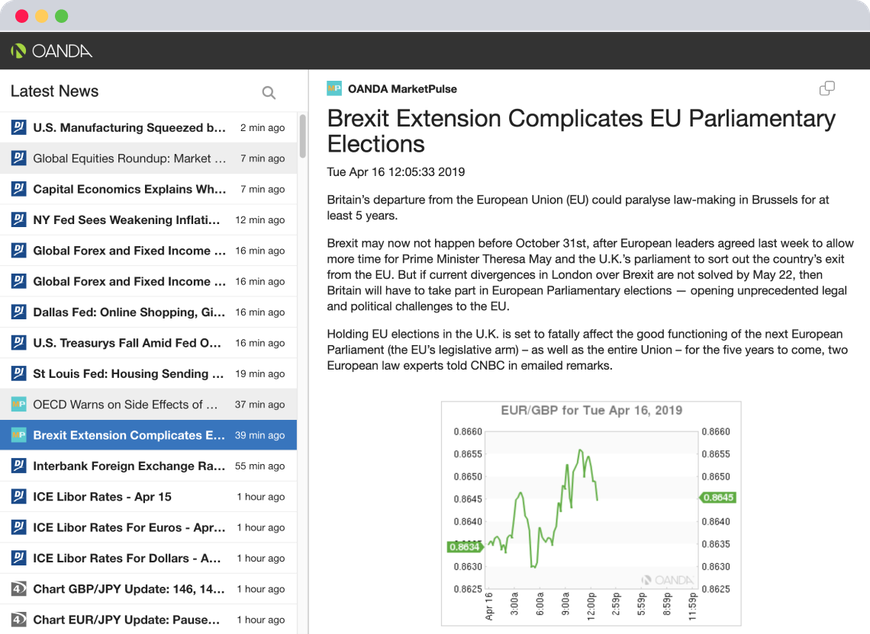 OANDA
Latest News
U.S. Manufacturing Squeezed b... 2 min ago
Global Equities Roundup: Market ... 7 min ago
Capital Economics Explains Wh... 7 min ago
NY Fed Sees Weakening Inflati... 12 min ago
Global Forex and Fixed Income ... 16 min ago
Global Forex and Fixed Income ... 16 min ago
Dallas Fed: Online Shopping, Gi... 16 min ago
U.S. Treasurys Fall Amid Fed O... 16 min ago
St Louis Fed: Housing Sending ... 19 min ago
OECD Warns on Side Effects of ... 37 min ago
Brexit Extension Complicates E... 39 min ago
Interbank Foreign Exchange Ra... 55 min ago
ICE Libor Rates - Apr 15 1 hour ago
ICE Libor Rates For Euros - Apr... 1 hour ago
ICE Libor Rates For Dollars - A... 1 hour ago
Chart GBP/JPY Update: 146, 14... 1 hour ago
Chart EUR/JPY Update: Pause... 1 hour ago
MP OANDA MarketPulse
Brexit Extension Complicates EU Parliamentary
Elections
Tue Apr 16 12:05:33 2019
Britain's departure from the European Union (EU) could paralyse law-making in Brussels for at
least 5 years.
Brexit may now not happen before October 31st, after European leaders agreed last week to allow
more time for Prime Minister Theresa May and the U.K.'s parliament to sort out the country's exit
from the EU. But if current divergences in London over Brexit are not solved by May 22, then
Britain will have to take part in European Parliamentary elections — opening unprecedented legal
and political challenges to the EU.
Holding EU elections in the U.K. is set to fatally affect the good functioning of the next European
Parliament (the EU's legislative arm) – as well as the entire Union – for the five years to come, two
European law experts told CNBC in emailed remarks.
EUR/GBP for Tue Apr 16, 2019
0.8660 0.8660
0.8655 0.8655
0.8650 0.8650
0.8645 0.8645
0.8640 0.8640
0.8635 0.8635
0.8634
0.8630 0.8630
0.8625 0.8625
OANDA
Apr 16 3:00a 6:00a 9:00a 12:00p 2:59p 5:59p 8:59p 11:59p